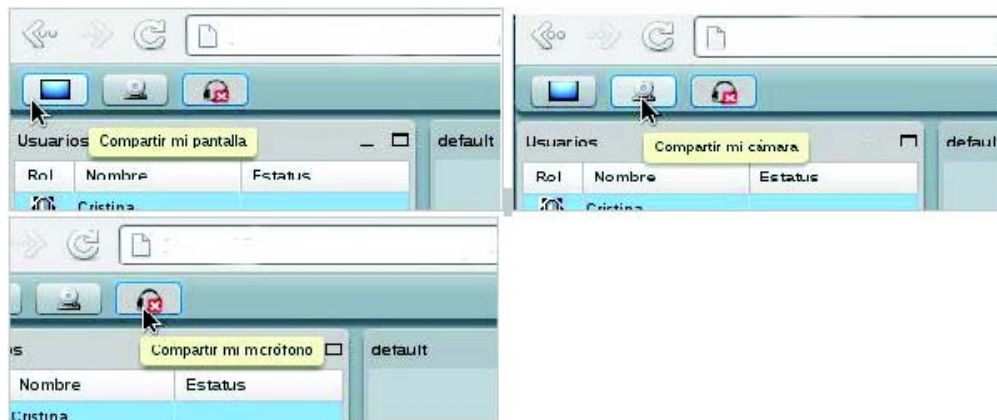 Compartir mi pantalla
Usuarios
default
Rol Nombre Estatus
Cristina
Compartir mi cámara
Usuarios
defaul
Rol Nombre Estatus
Cristina
Compartir mi micrófono
s
default
Nombre Estatus
Cristina